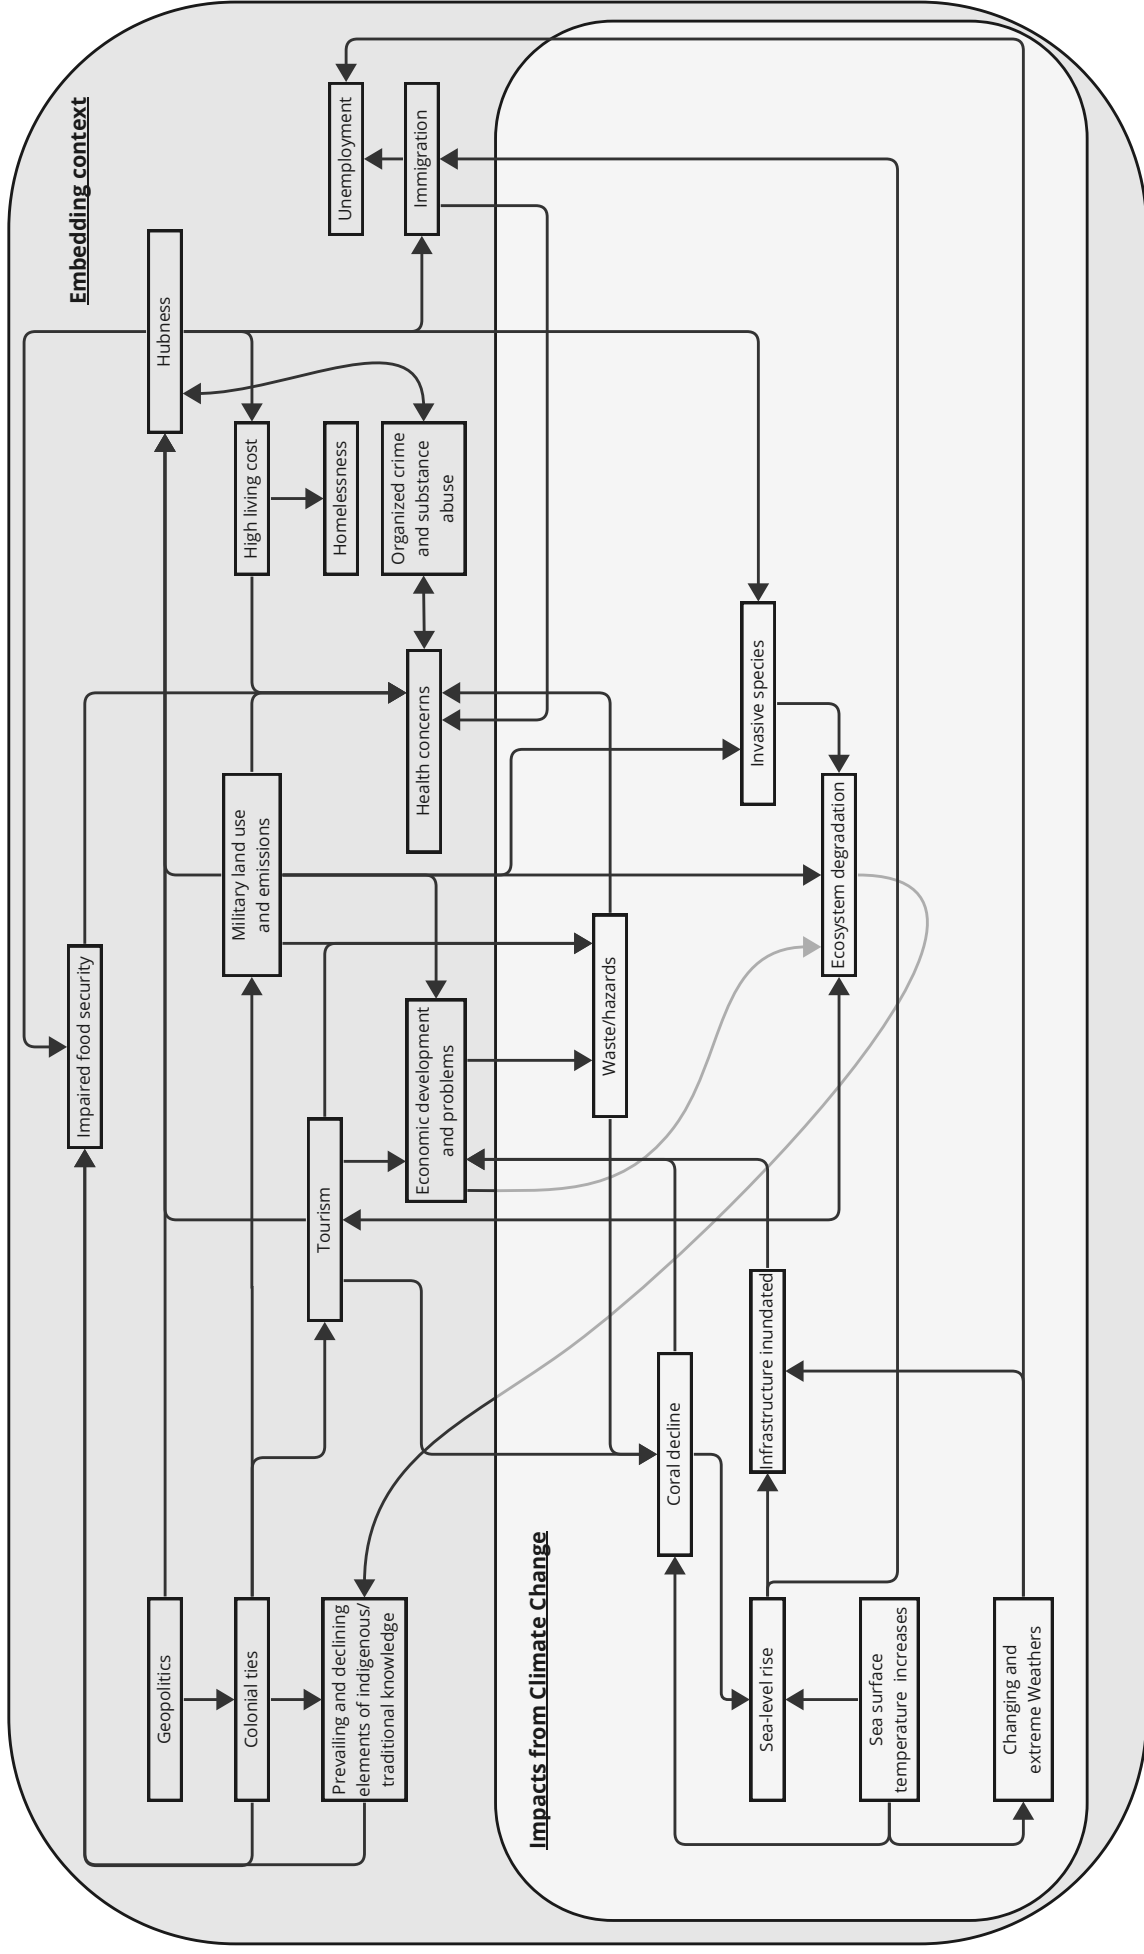 Embedding context
Impaired food security
Geopolitics
Hubness
Colonial ties
Military land use
and emissions
High living cost
Prevailing and declining
elements of indigenous/
traditional knowledge
Tourism
Homelessness
Unemployment
Economic development
and problems
Health concerns
Organized crime
and substance
abuse
Immigration
Impacts from Climate Change
Waste/hazards
Coral decline
Sea-level rise
Infrastructure inundated
Invasive species
Ecosystem degradation
Sea surface
temperature increases
Changing and
extreme Weathers